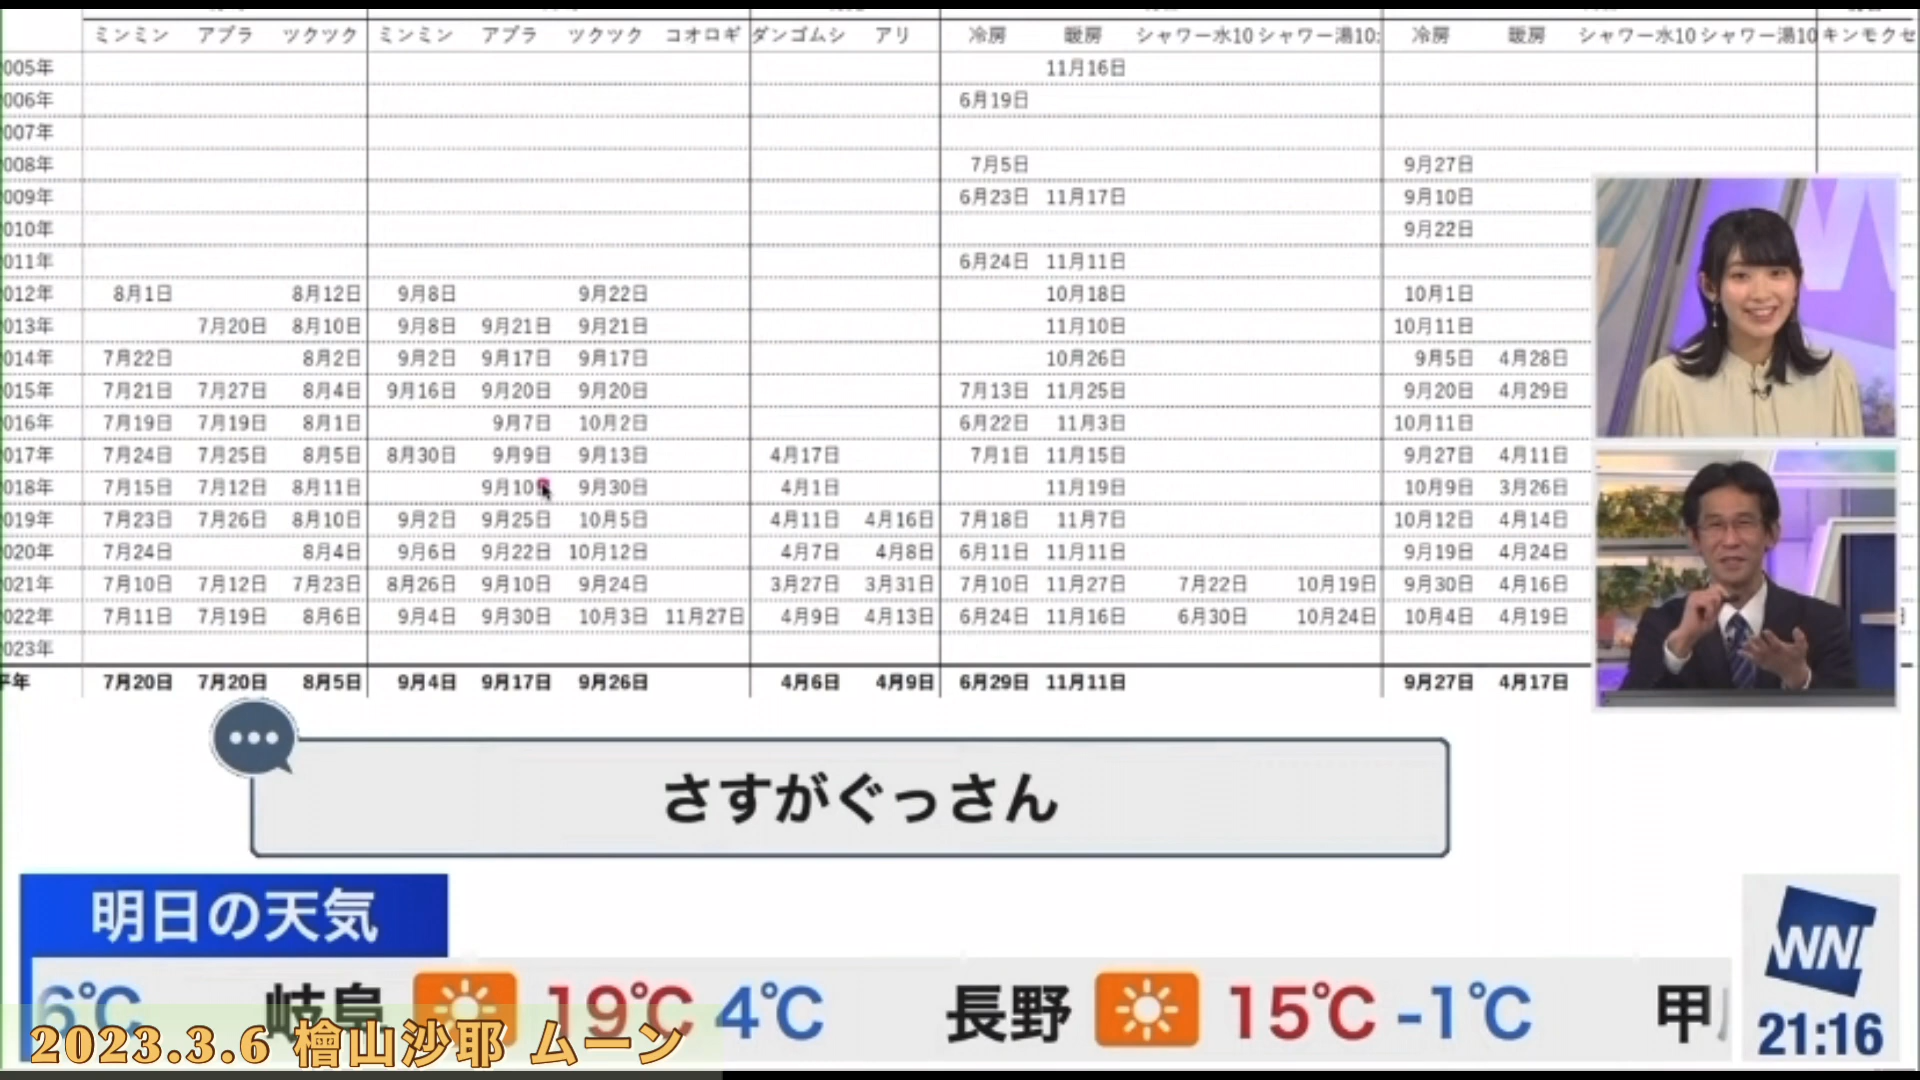 ミンミン アブラ ツクツク ミンミン アブラ ツクツク コオロギ ダンゴムシ アリ 冷房 暖房 シャワー水10 シャワー湯10: 冷房 暖房 シャワー水10 シャワー湯10 キンモクセ
005年 11月16日
006年 6月19日
007年
008年 7月5日 9月27日
009年 6月23日 11月17日 9月10日
010年 9月22日
011年 6月24日 11月11日
012年 8月1日 8月12日 9月8日 9月22日 10月18日 10月1日
013年 7月20日 8月10日 9月8日 9月21日 9月21日 11月10日 10月11日
014年 7月22日 8月2日 9月2日 9月17日 9月17日 10月26日 9月5日 4月28日
015年 7月21日 7月27日 8月4日 9月16日 9月20日 9月20日 7月13日 11月25日 9月20日 4月29日
016年 7月19日 7月19日 8月1日 9月7日 10月2日 6月22日 11月3日 10月11日
017年 7月24日 7月25日 8月5日 8月30日 9月9日 9月13日 4月17日 7月1日 11月15日 9月27日 4月11日
018年 7月15日 7月12日 8月11日 9月10日 9月30日 4月1日 11月19日 10月9日 3月26日
019年 7月23日 7月26日 8月10日 9月2日 9月25日 10月5日 4月11日 4月16日 7月18日 11月7日 10月12日 4月14日
020年 7月24日 8月4日 9月6日 9月22日 10月12日 4月7日 4月8日 6月11日 11月11日 9月19日 4月24日
021年 7月10日 7月12日 7月23日 8月26日 9月10日 9月24日 3月27日 3月31日 7月10日 11月27日 7月22日 10月19日 9月30日 4月16日
022年 7月11日 7月19日 8月6日 9月4日 9月30日 10月3日 11月27日 4月9日 4月13日 6月24日 11月16日 6月30日 10月24日 10月4日 4月19日
023年
平年 7月20日 7月20日 8月5日 9月4日 9月17日 9月26日 4月6日 4月9日 6月29日 11月11日 9月27日 4月17日
さすがぐっさん
明日の天気
6℃ 岐阜 19℃ 4℃ 長野 15℃ -1℃ 甲
WNI
21:16
2023.3.6 檜山沙耶 ムーン